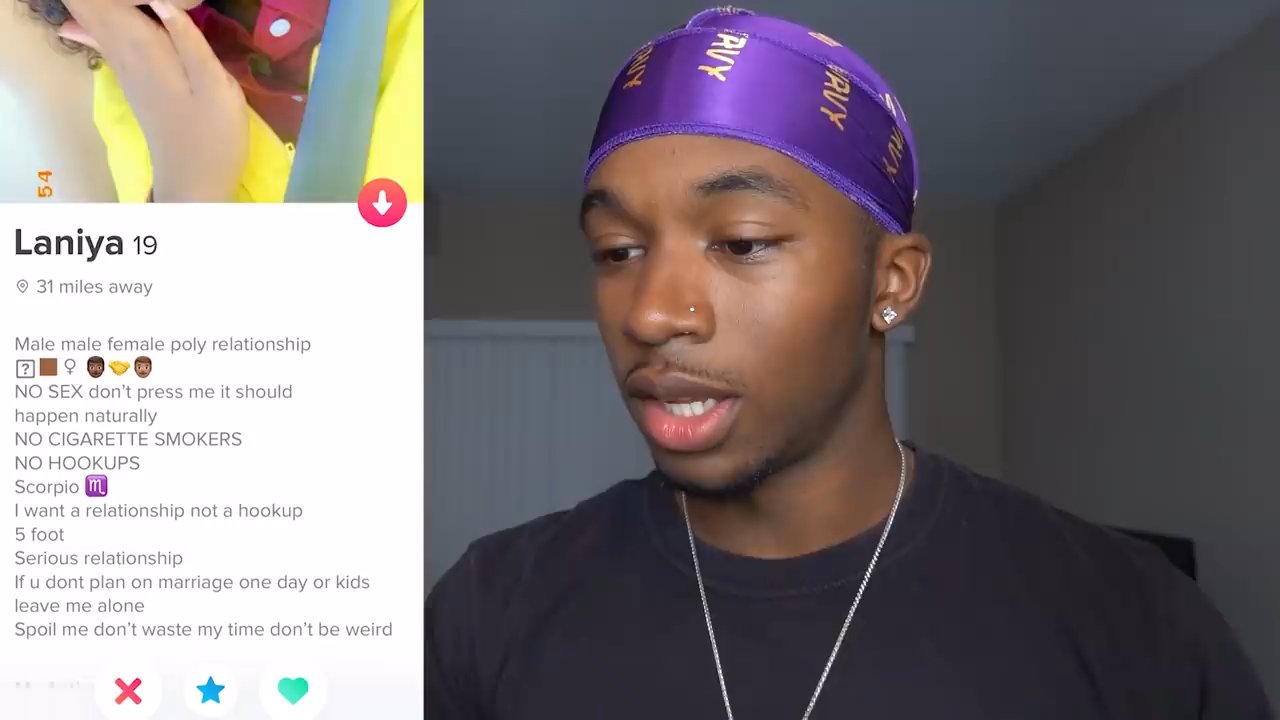 54
Laniya 19
31 miles away
Male male female poly relationship
NO SEX don’t press me it should
happen naturally
NO CIGARETTE SMOKERS
NO HOOKUPS
Scorpio ♏
I want a relationship not a hookup
5 foot
Serious relationship
If u dont plan on marriage one day or kids
leave me alone
Spoil me don’t waste my time don’t be weird
RVY
RVY